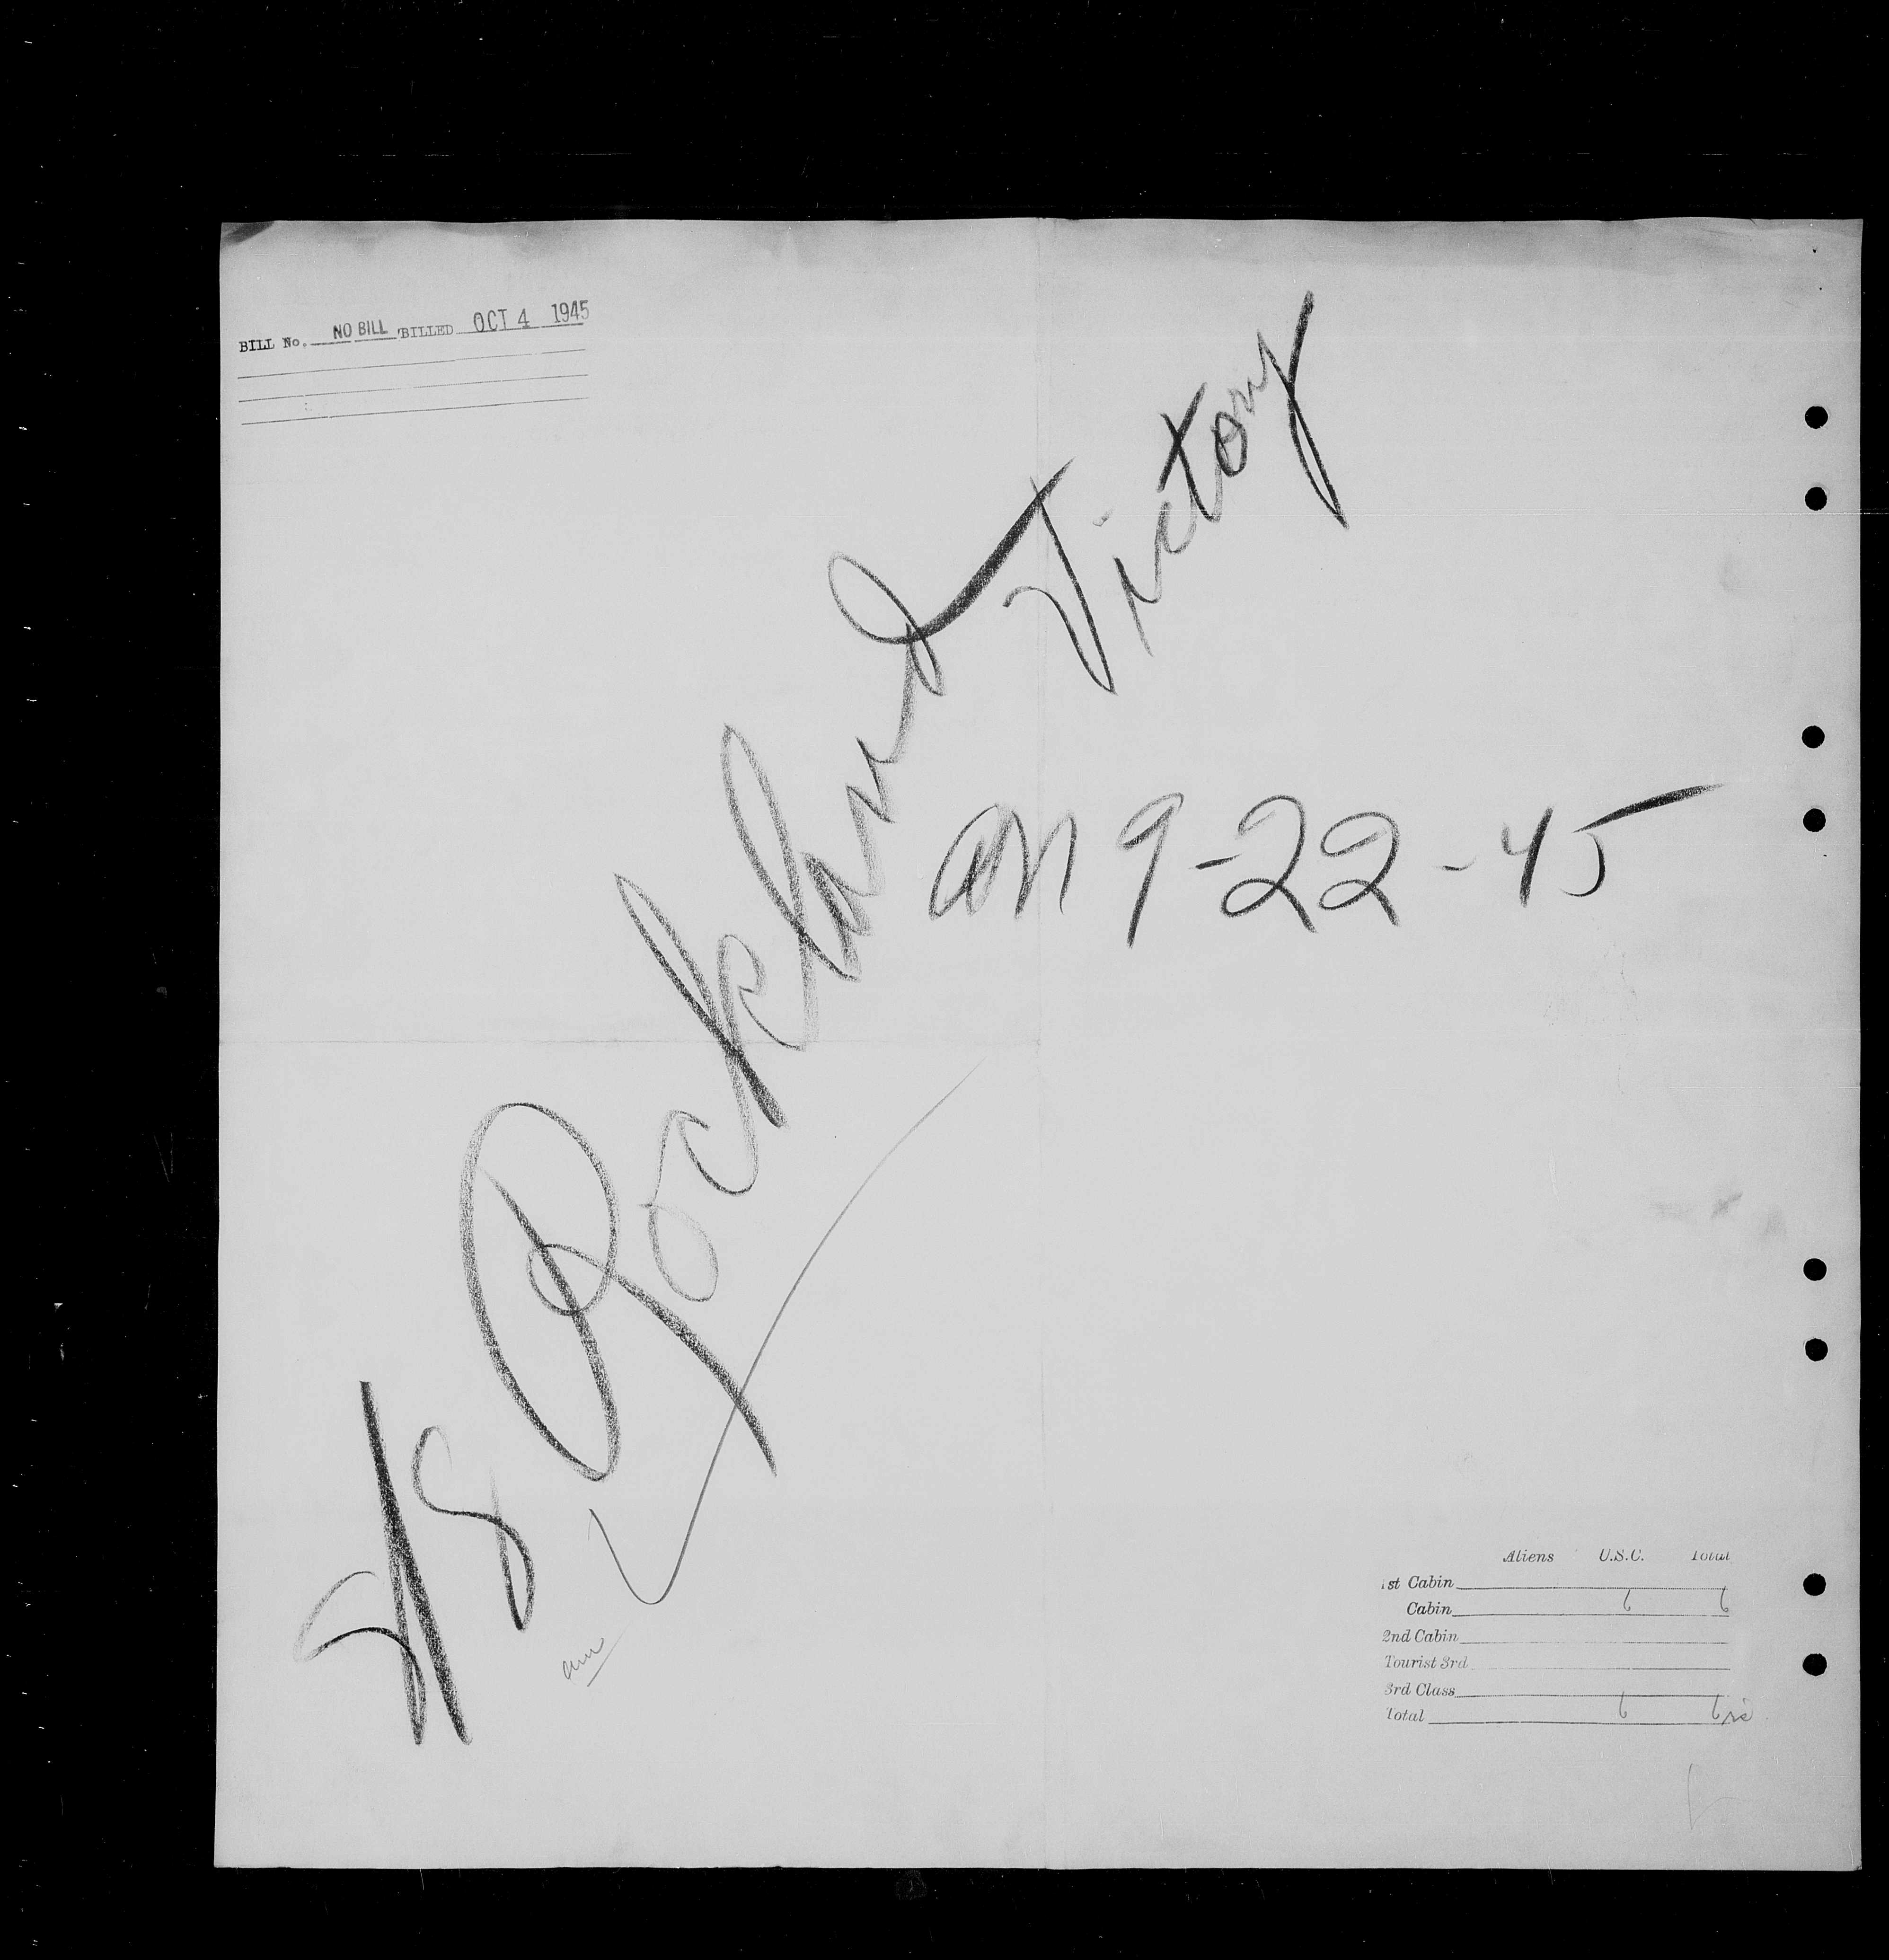 BILL No. NO BILL BILLED OCT 4 1945
S/S Rockland Victory
arr 9-22-45
Aliens U.S.C. Total
1st Cabin
Cabin 6 6
2nd Cabin
Tourist 3rd
3rd Class
Total 6 6